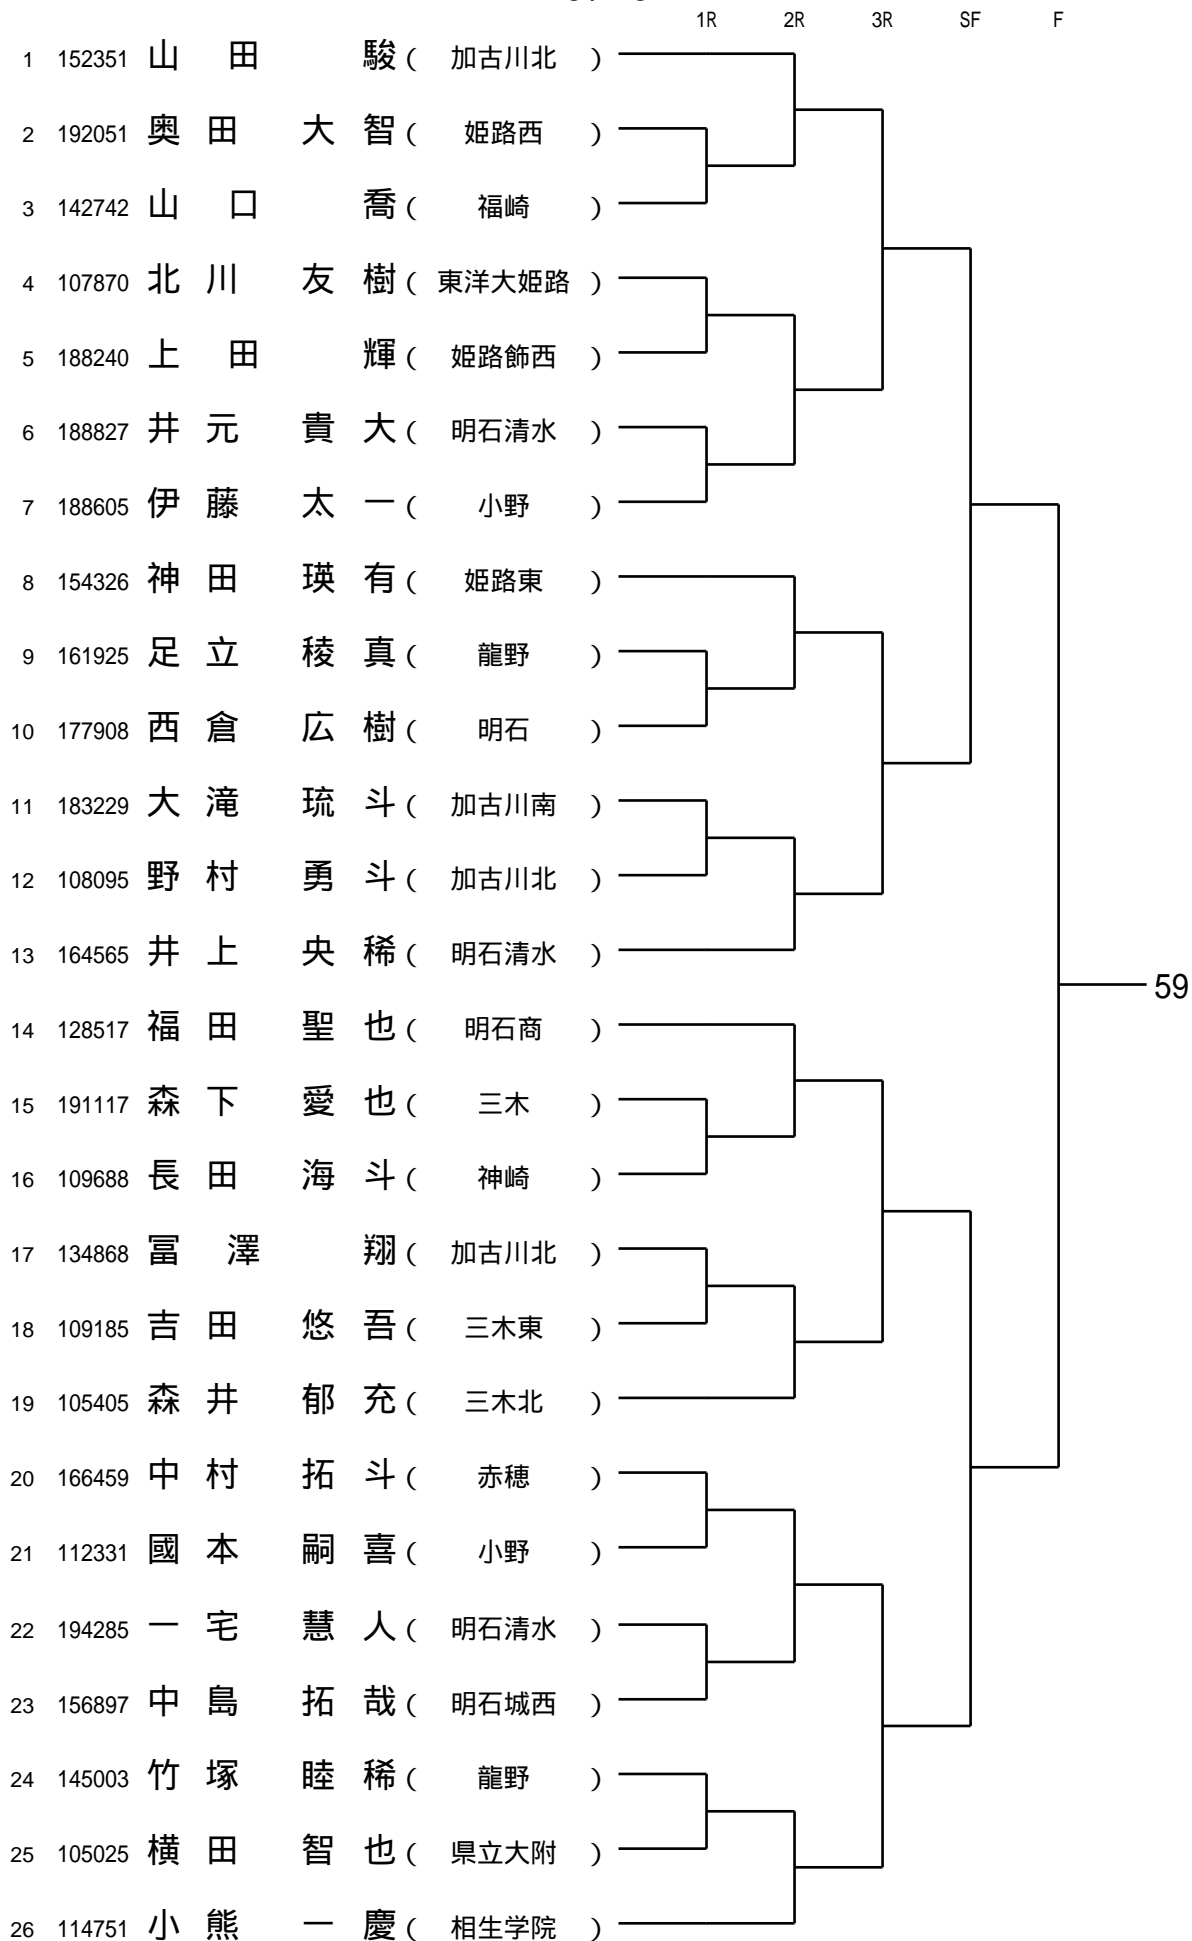 1R 2R 3R SF F
1 152351 山田 駿 ( 加古川北 )
2 192051 奥田 大智 ( 姫路西 )
3 142742 山口 喬 ( 福崎 )
4 107870 北川 友樹 ( 東洋大姫路 )
5 188240 上田 輝 ( 姫路飾西 )
6 188827 井元 貴大 ( 明石清水 )
7 188605 伊藤 太一 ( 小野 )
8 154326 神田 瑛有 ( 姫路東 )
9 161925 足立 稜真 ( 龍野 )
10 177908 西倉 広樹 ( 明石 )
11 183229 大滝 琉斗 ( 加古川南 )
12 108095 野村 勇斗 ( 加古川北 )
13 164565 井上 央稀 ( 明石清水 )
59
14 128517 福田 聖也 ( 明石商 )
15 191117 森下 愛也 ( 三木 )
16 109688 長田 海斗 ( 神崎 )
17 134868 冨澤 翔 ( 加古川北 )
18 109185 吉田 悠吾 ( 三木東 )
19 105405 森井 郁充 ( 三木北 )
20 166459 中村 拓斗 ( 赤穂 )
21 112331 國本 嗣喜 ( 小野 )
22 194285 一宅 慧人 ( 明石清水 )
23 156897 中島 拓哉 ( 明石城西 )
24 145003 竹塚 睦稀 ( 龍野 )
25 105025 横田 智也 ( 県立大附 )
26 114751 小熊 一慶 ( 相生学院 )